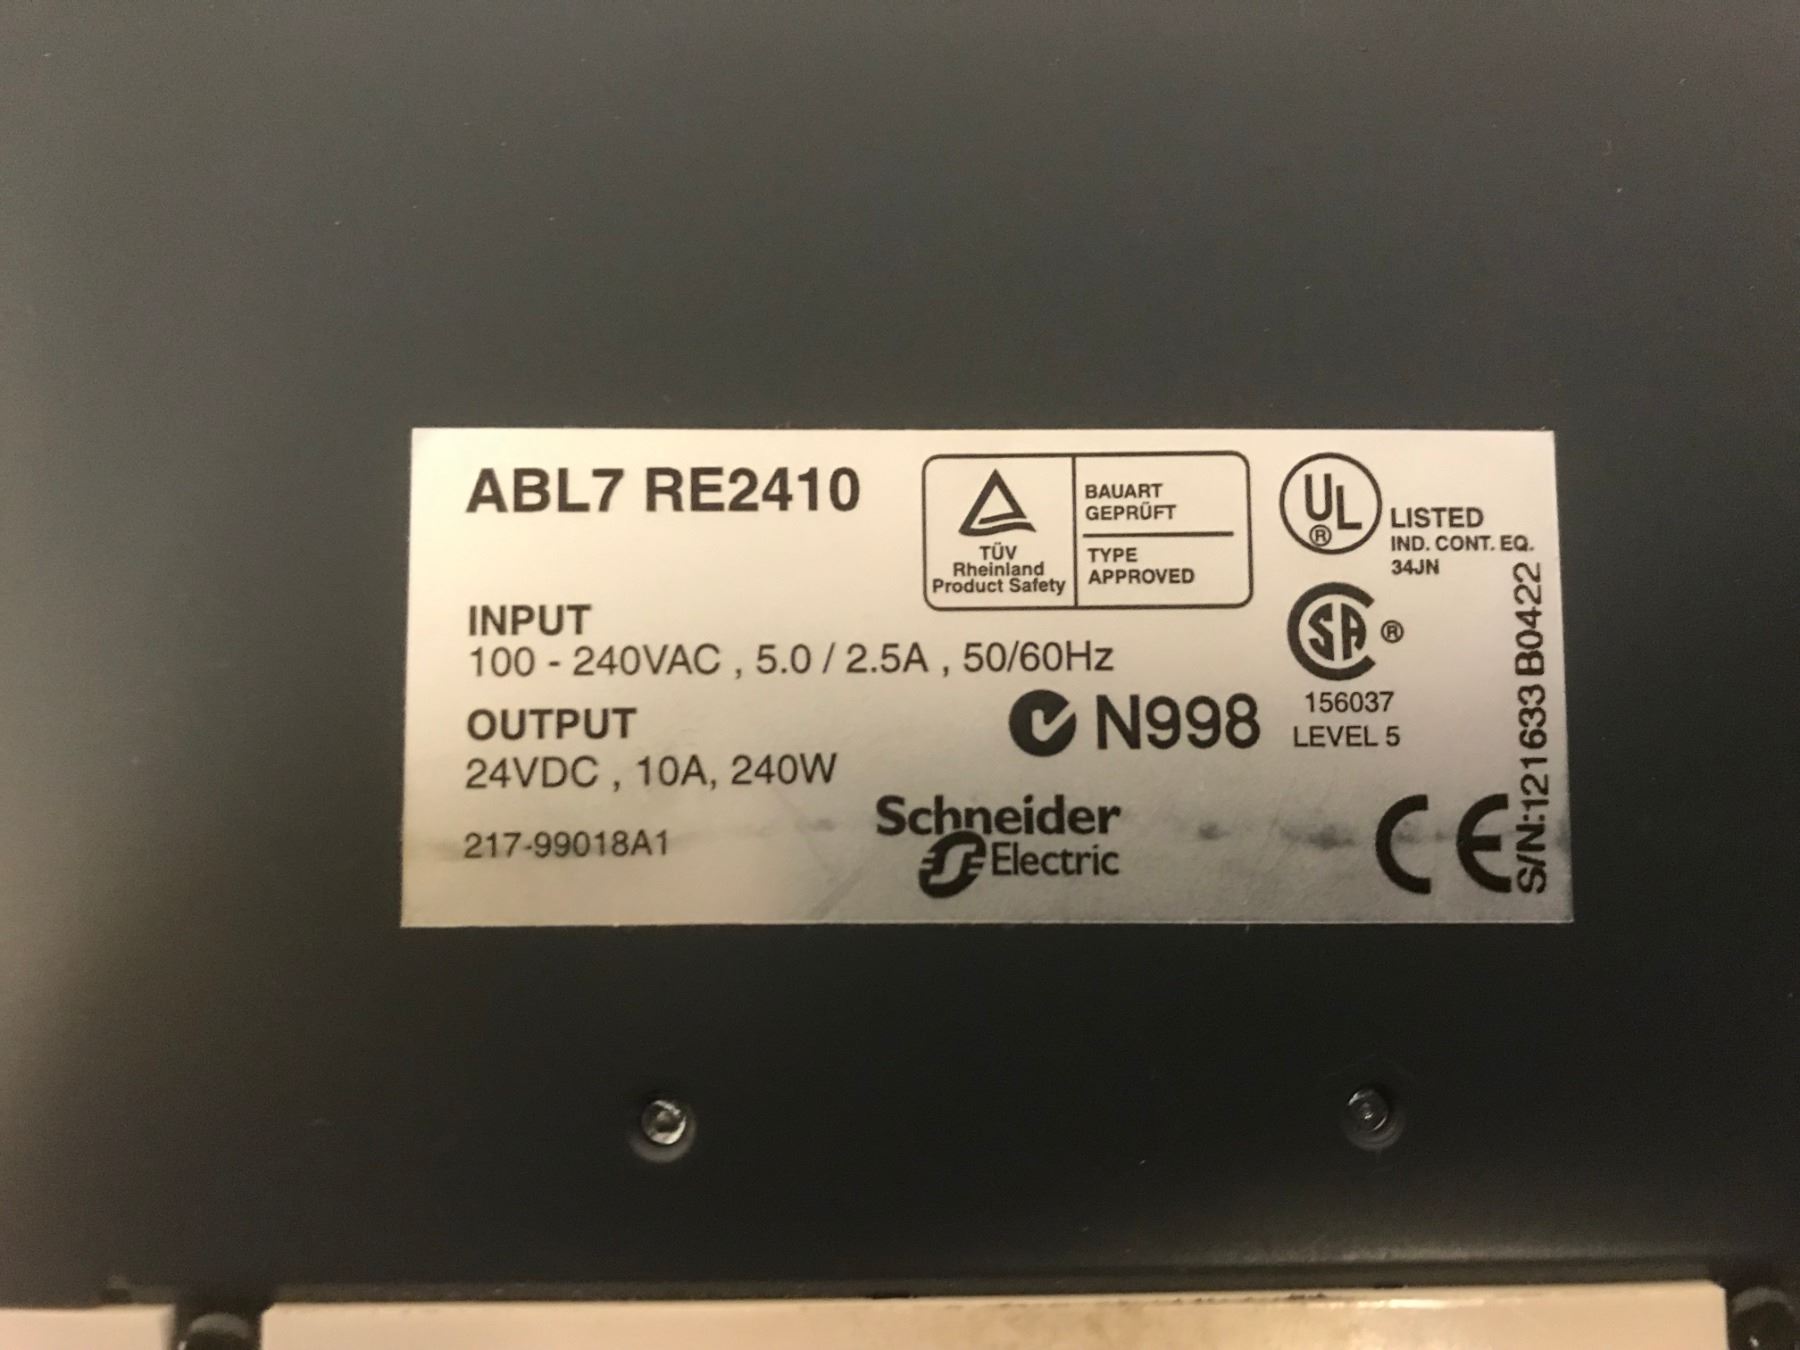 ABL7 RE2410
INPUT
100 - 240VAC , 5.0 / 2.5A , 50/60Hz
OUTPUT
24VDC , 10A, 240W
217-99018A1
TÜV
Rheinland
Product Safety
BAUART
GEPRÜFT
TYPE
APPROVED
UL
®
LISTED
IND. CONT. EQ.
34JN
SA ®
156037
LEVEL 5
N998
Schneider
Electric
CE
S/N:121633 B0422